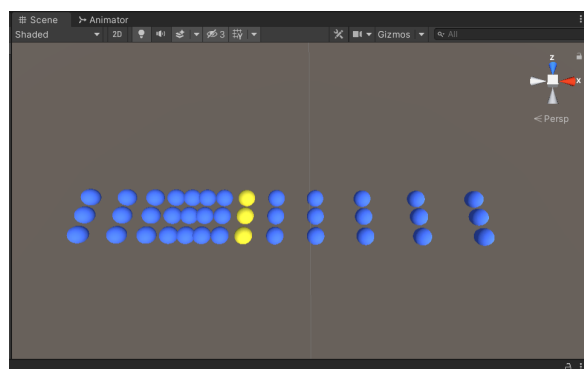 Scene Animator
Shaded 2D 3 Gizmos All
z
x
Persp